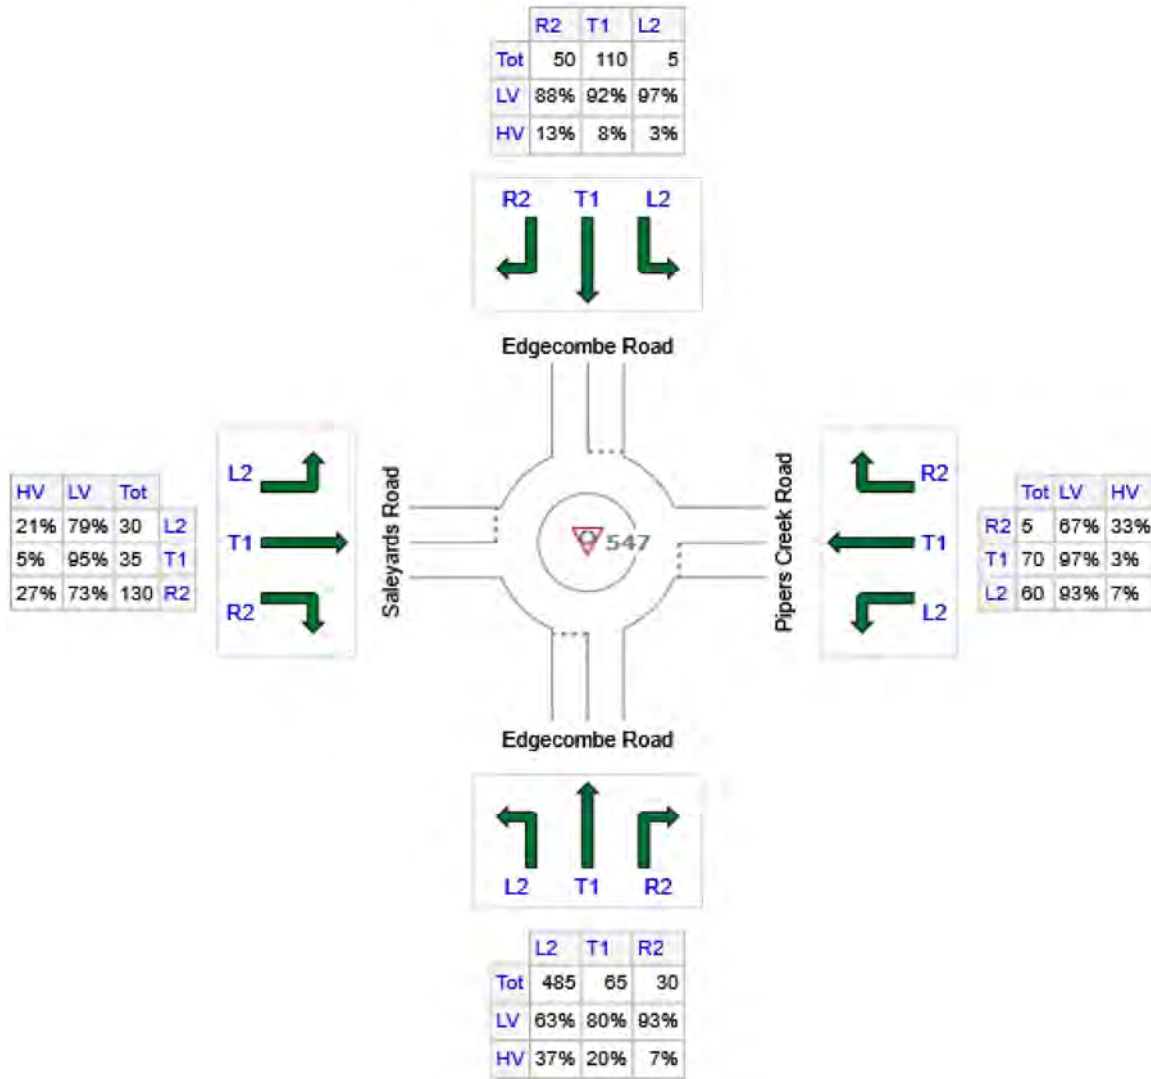 R2 T1 L2
Tot 50 110 5
LV 88% 92% 97%
HV 13% 8% 3%
R2 T1 L2
Edgecombe Road
HV LV Tot
21% 79% 30 L2
5% 95% 35 T1
27% 73% 130 R2
L2
T1
R2
Saleyards Road
547
Pipers Creek Road
R2
T1
L2
Tot LV HV
R2 5 67% 33%
T1 70 97% 3%
L2 60 93% 7%
Edgecombe Road
L2 T1 R2
L2 T1 R2
Tot 485 65 30
LV 63% 80% 93%
HV 37% 20% 7%